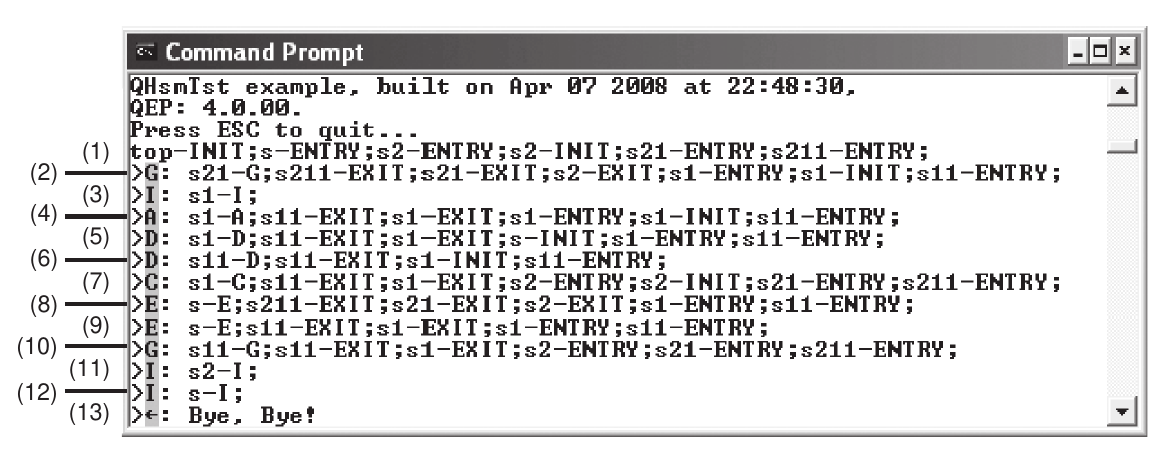 Command Prompt
QHsmTst example, built on Apr 07 2008 at 22:48:30,
QEP: 4.0.00.
Press ESC to quit...
(1) top-INIT;s-ENTRY;s2-ENTRY;s2-INIT;s21-ENTRY;s211-ENTRY;
(2) >G: s21-G;s211-EXIT;s21-EXIT;s2-EXIT;s1-ENTRY;s1-INIT;s11-ENTRY;
(3) >I: s1-I;
(4) >A: s1-A;s11-EXIT;s1-EXIT;s1-ENTRY;s1-INIT;s11-ENTRY;
(5) >D: s1-D;s11-EXIT;s1-EXIT;s-INIT;s1-ENTRY;s11-ENTRY;
(6) >D: s11-D;s11-EXIT;s1-INIT;s11-ENTRY;
(7) >C: s1-C;s11-EXIT;s1-EXIT;s2-ENTRY;s2-INIT;s21-ENTRY;s211-ENTRY;
(8) >E: s-E;s211-EXIT;s21-EXIT;s2-EXIT;s1-ENTRY;s11-ENTRY;
(9) >E: s-E;s11-EXIT;s1-EXIT;s1-ENTRY;s11-ENTRY;
(10) >G: s11-G;s11-EXIT;s1-EXIT;s2-ENTRY;s21-ENTRY;s211-ENTRY;
(11) >I: s2-I;
(12) >I: s-I;
(13) >←: Bye, Bye!